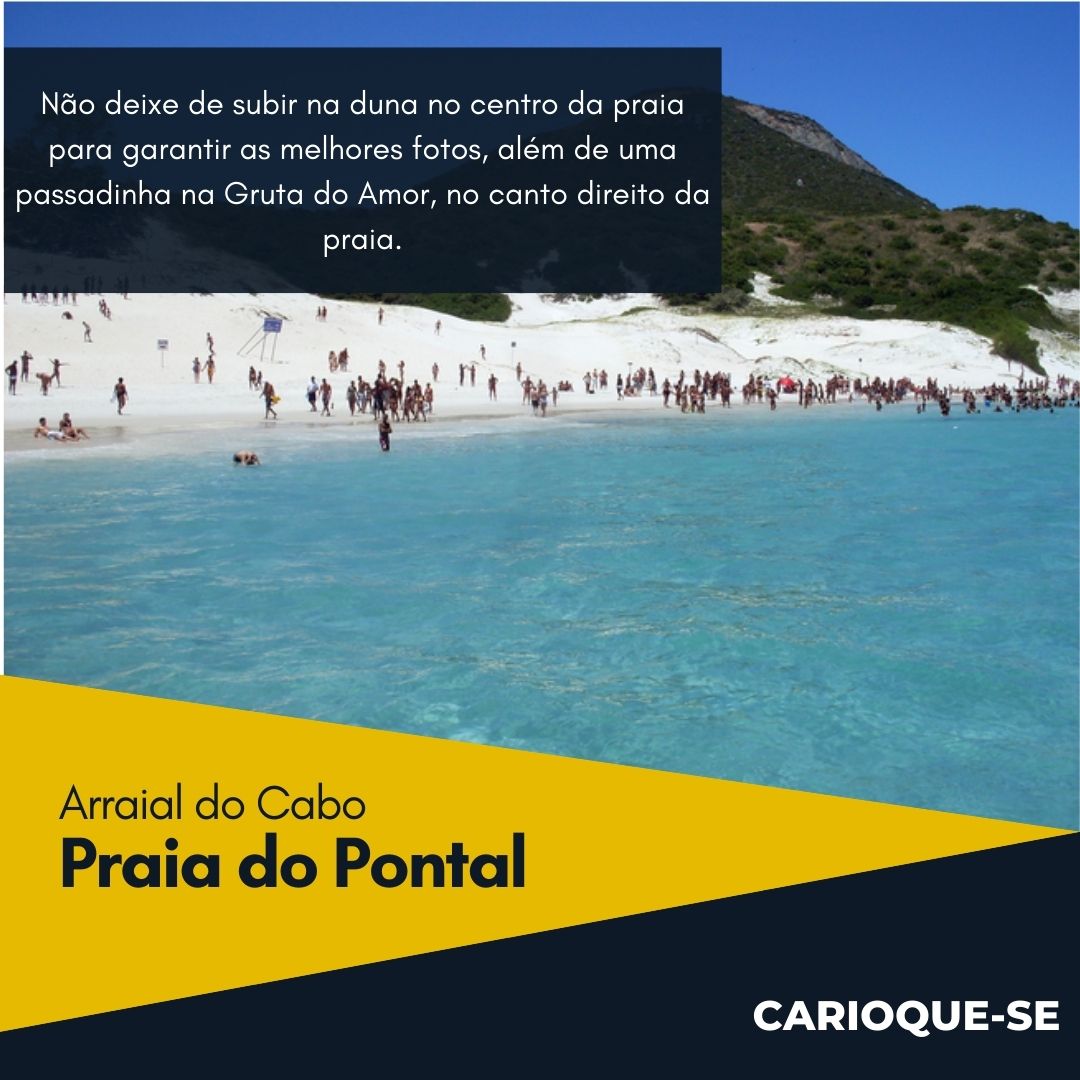 Não deixe de subir na duna no centro da praia
para garantir as melhores fotos, além de uma
passadinha na Gruta do Amor, no canto direito da
praia.
Arraial do Cabo
Praia do Pontal
CARIOQUE-SE